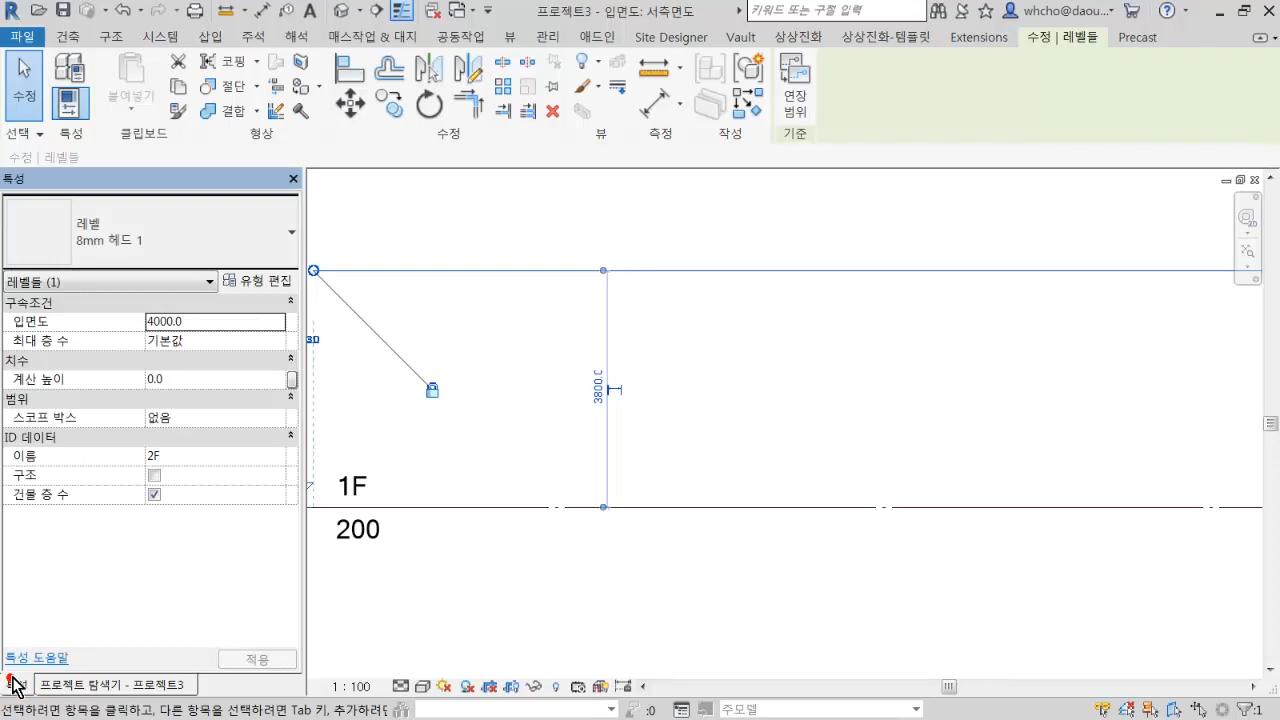 프로젝트3 - 입면도: 서측면도
키워드 또는 구절 입력
whcho@daou...
파일 건축 구조 시스템 삽입 주석 해석 매스작업 & 대지 공동작업 뷰 관리 애드인 Site Designer Vault 상상진화 상상진화-템플릿 Extensions 수정 | 레벨들 Precast
코핑
수정 붙여넣기 절단 연장
결합 범위
선택 특성 클립보드 형상 수정 뷰 측정 작성 기준
수정 | 레벨들
특성
레벨
8mm 헤드 1
레벨들 (1) 유형 편집
구속조건
입면도 4000.0
최대 층 수 기본값
치수
계산 높이 0.0
범위
스코프 박스 없음
ID 데이터
이름 2F
구조
건물 층 수
특성 도움말 적용
프로젝트 탐색기 - 프로젝트3
3D
3800.0
1F
200
1 : 100
선택하려면 항목을 클릭하고, 다른 항목을 선택하려면 Tab 키, 추가하려면
:0
주모델
:1